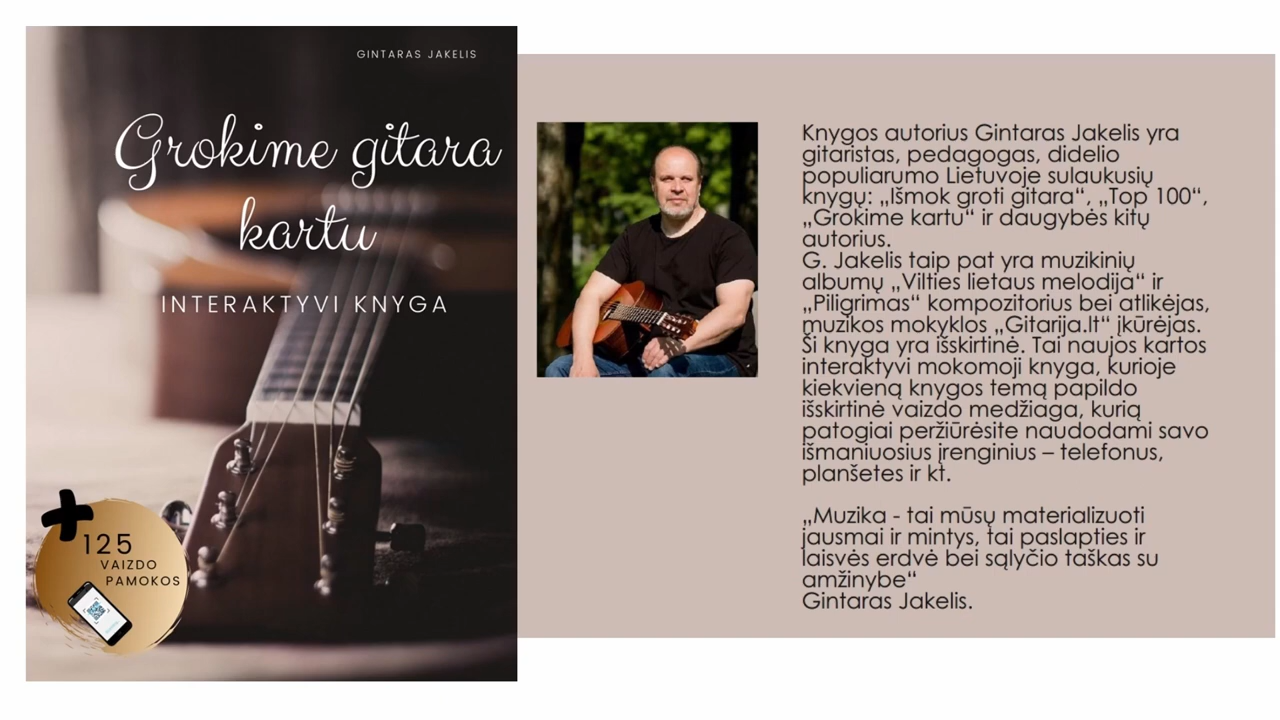 GINTARAS JAKELIS
Grokime gitara
kartu
INTERAKTYVI KNYGA
125
VAIZDO
PAMOKOS
Knygos autorius Gintaras Jakelis yra
gitaristas, pedagogas, didelio
populiarumo Lietuvoje sulaukusių
knygų: „Išmok groti gitara“, „Top 100“,
„Grokime kartu“ ir daugybės kitų
autorius.
G. Jakelis taip pat yra muzikinių
albumų „Vilties lietaus melodija“ ir
„Piligrimas“ kompozitorius bei atlikėjas,
muzikos mokyklos „Gitarija.lt“ įkūrėjas.
Ši knyga yra išskirtinė. Tai naujos kartos
interaktyvi mokomoji knyga, kurioje
kiekvieną knygos temą papildo
išskirtinė vaizdo medžiaga, kurią
patogiai peržiūrėsite naudodami savo
išmaniuosius įrenginius – telefonus,
planšetes ir kt.
„Muzika - tai mūsų materializuoti
jausmai ir mintys, tai paslapties ir
laisvės erdvė bei sąlyčio taškas su
amžinybe“
Gintaras Jakelis.